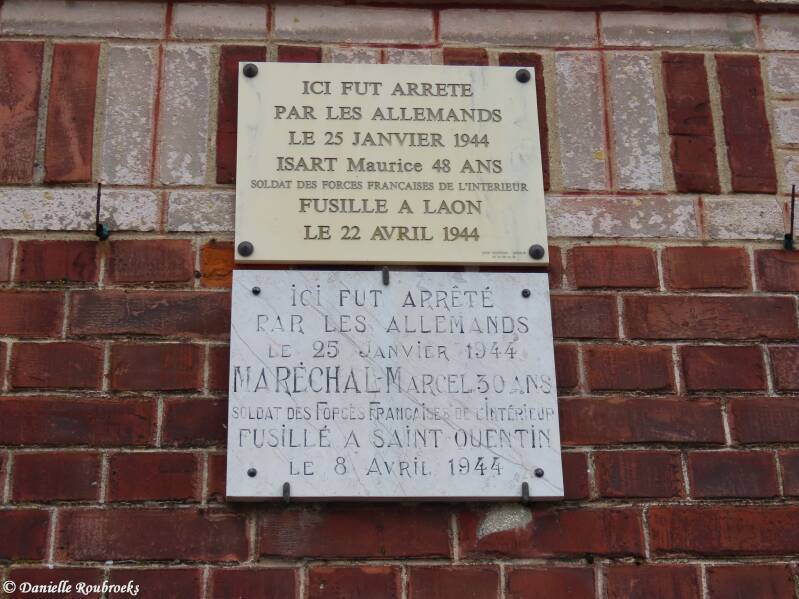 ICI FUT ARRETE
PAR LES ALLEMANDS
LE 25 JANVIER 1944
ISART Maurice 48 ANS
SOLDAT DES FORCES FRANÇAISES DE L'INTERIEUR
FUSILLE A LAON
LE 22 AVRIL 1944
ICI FUT ARRÊTÉ
PAR LES ALLEMANDS
LE 25 JANVIER 1944
MARÉCHAL MARCEL 30 ANS
SOLDAT DES FORCES FRANÇAISES DE L'INTÉRIEUR
FUSILLÉ A SAINT QUENTIN
LE 8 AVRIL 1944
© Danielle Roubroeks